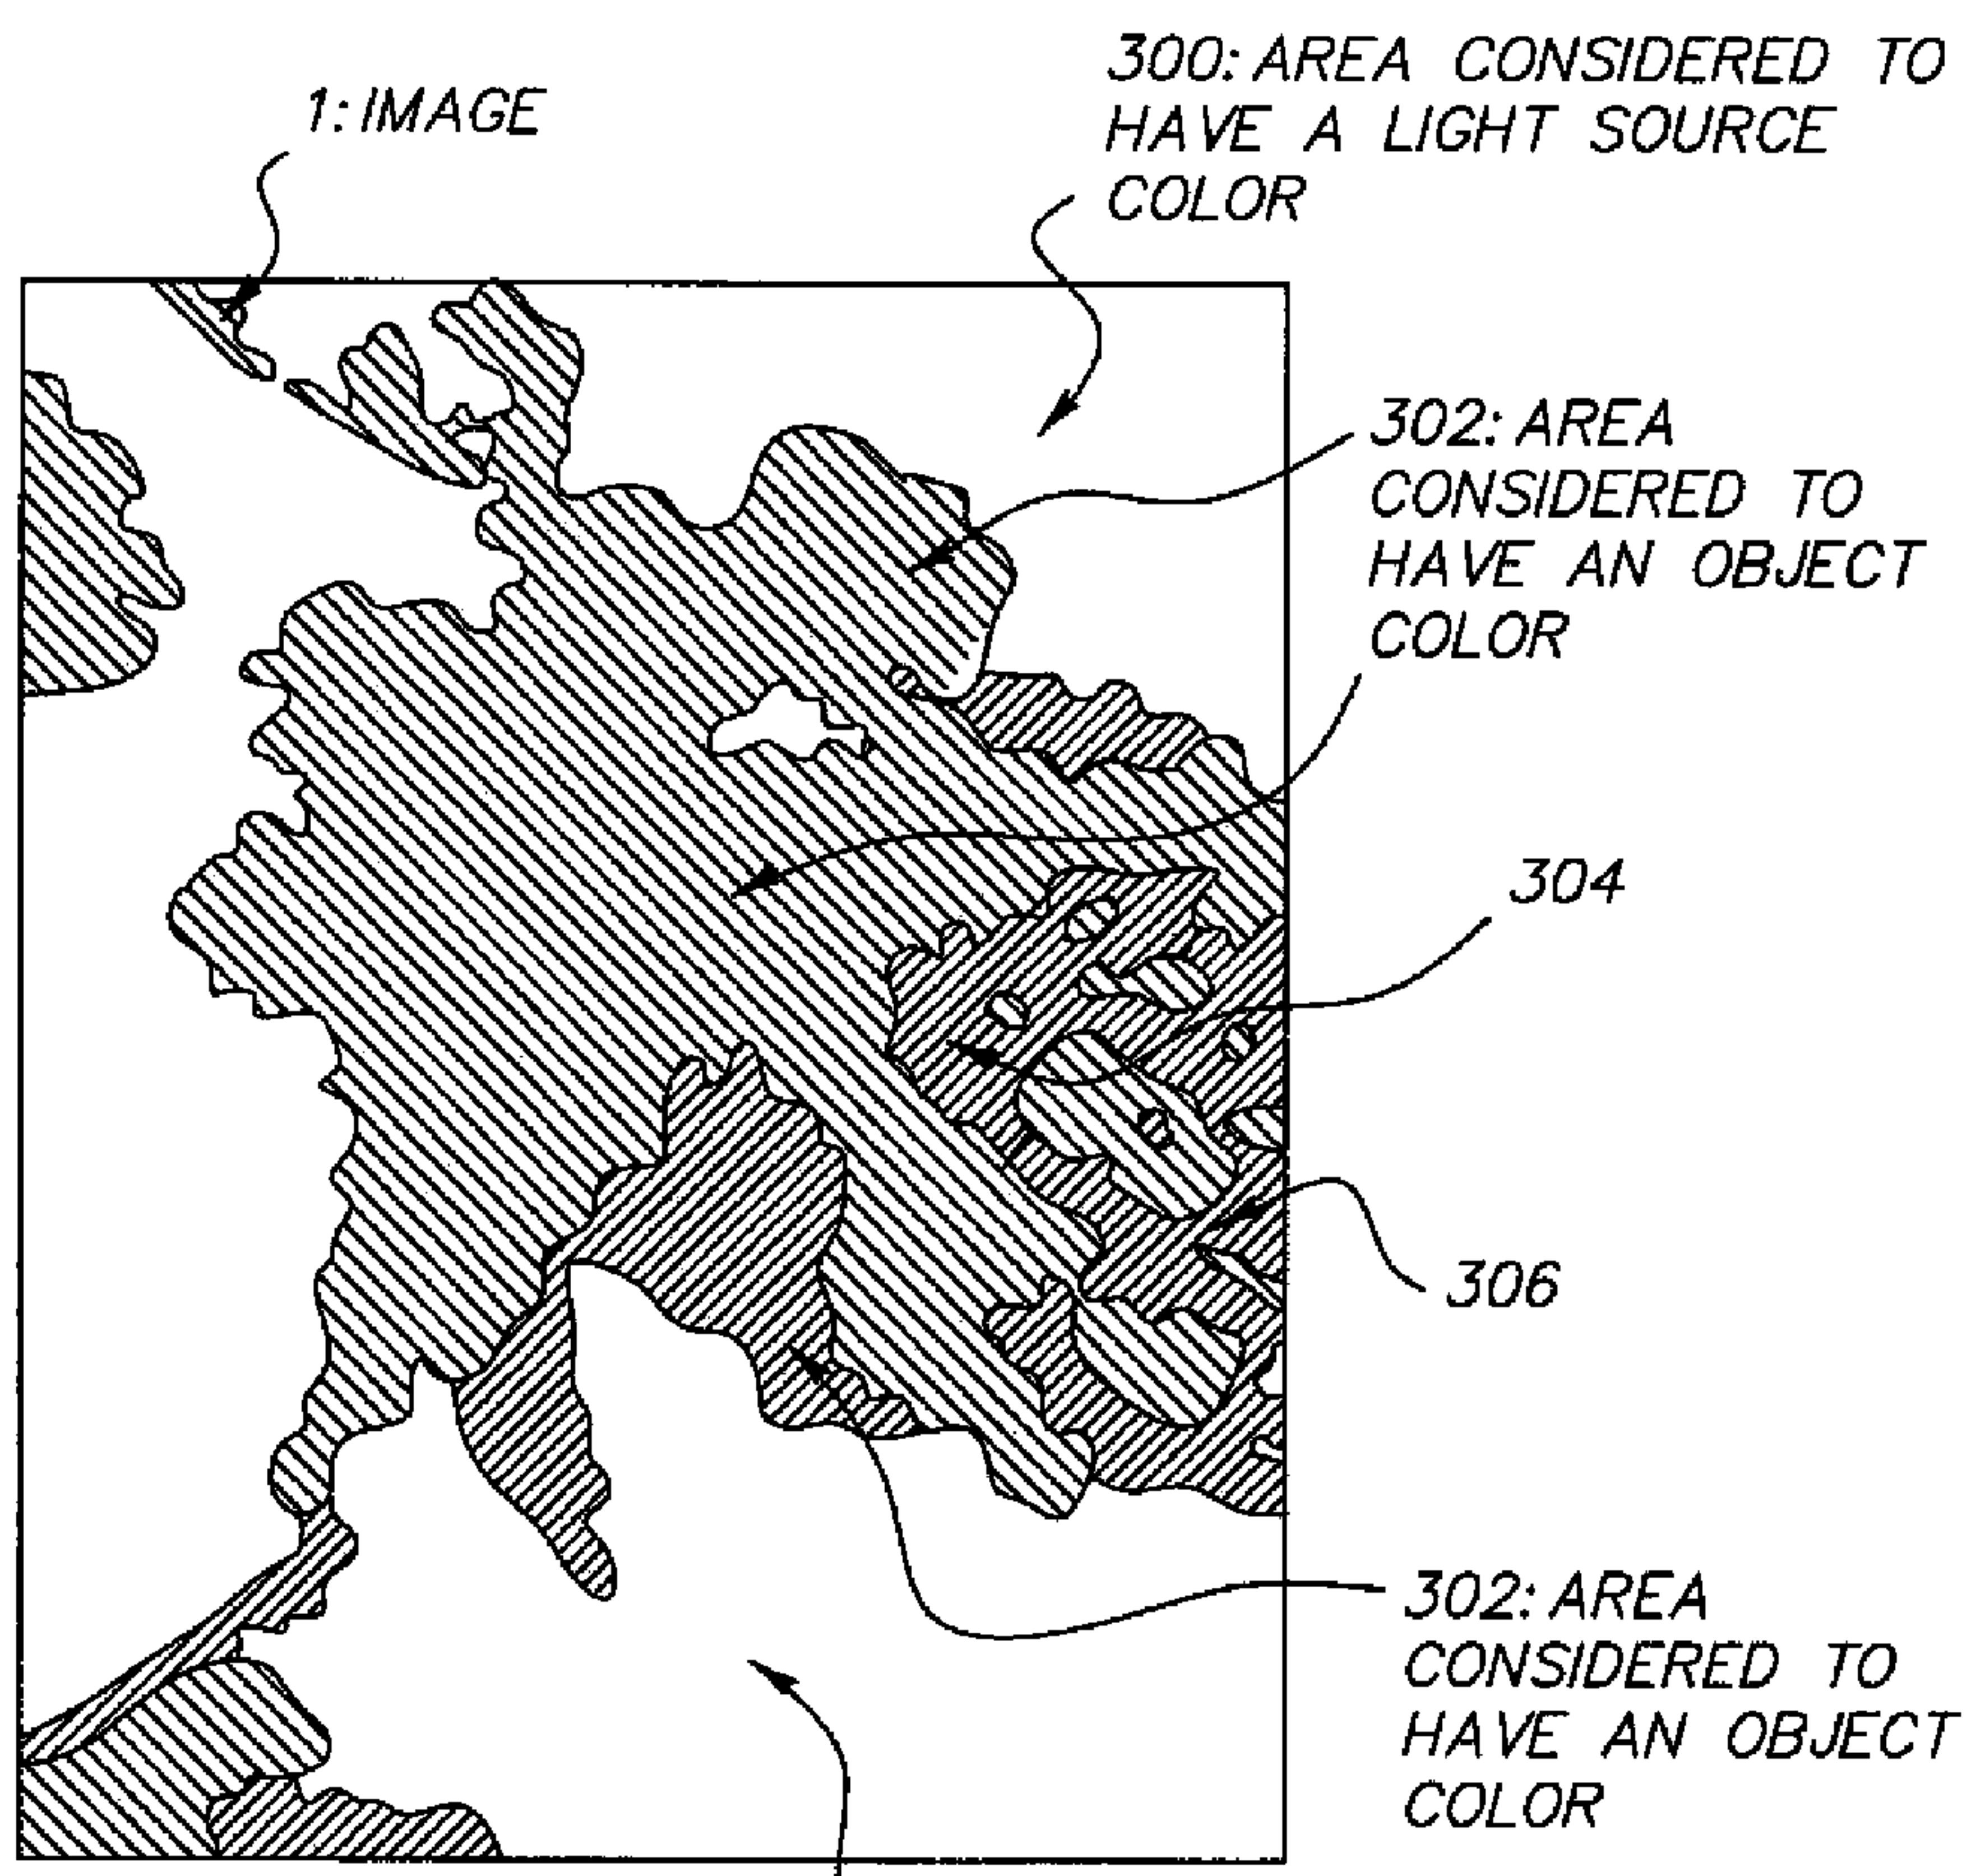 1: IMAGE
300: AREA CONSIDERED TO
HAVE A LIGHT SOURCE
COLOR
302: AREA
CONSIDERED TO
HAVE AN OBJECT
COLOR
304
306
302: AREA
CONSIDERED TO
HAVE AN OBJECT
COLOR